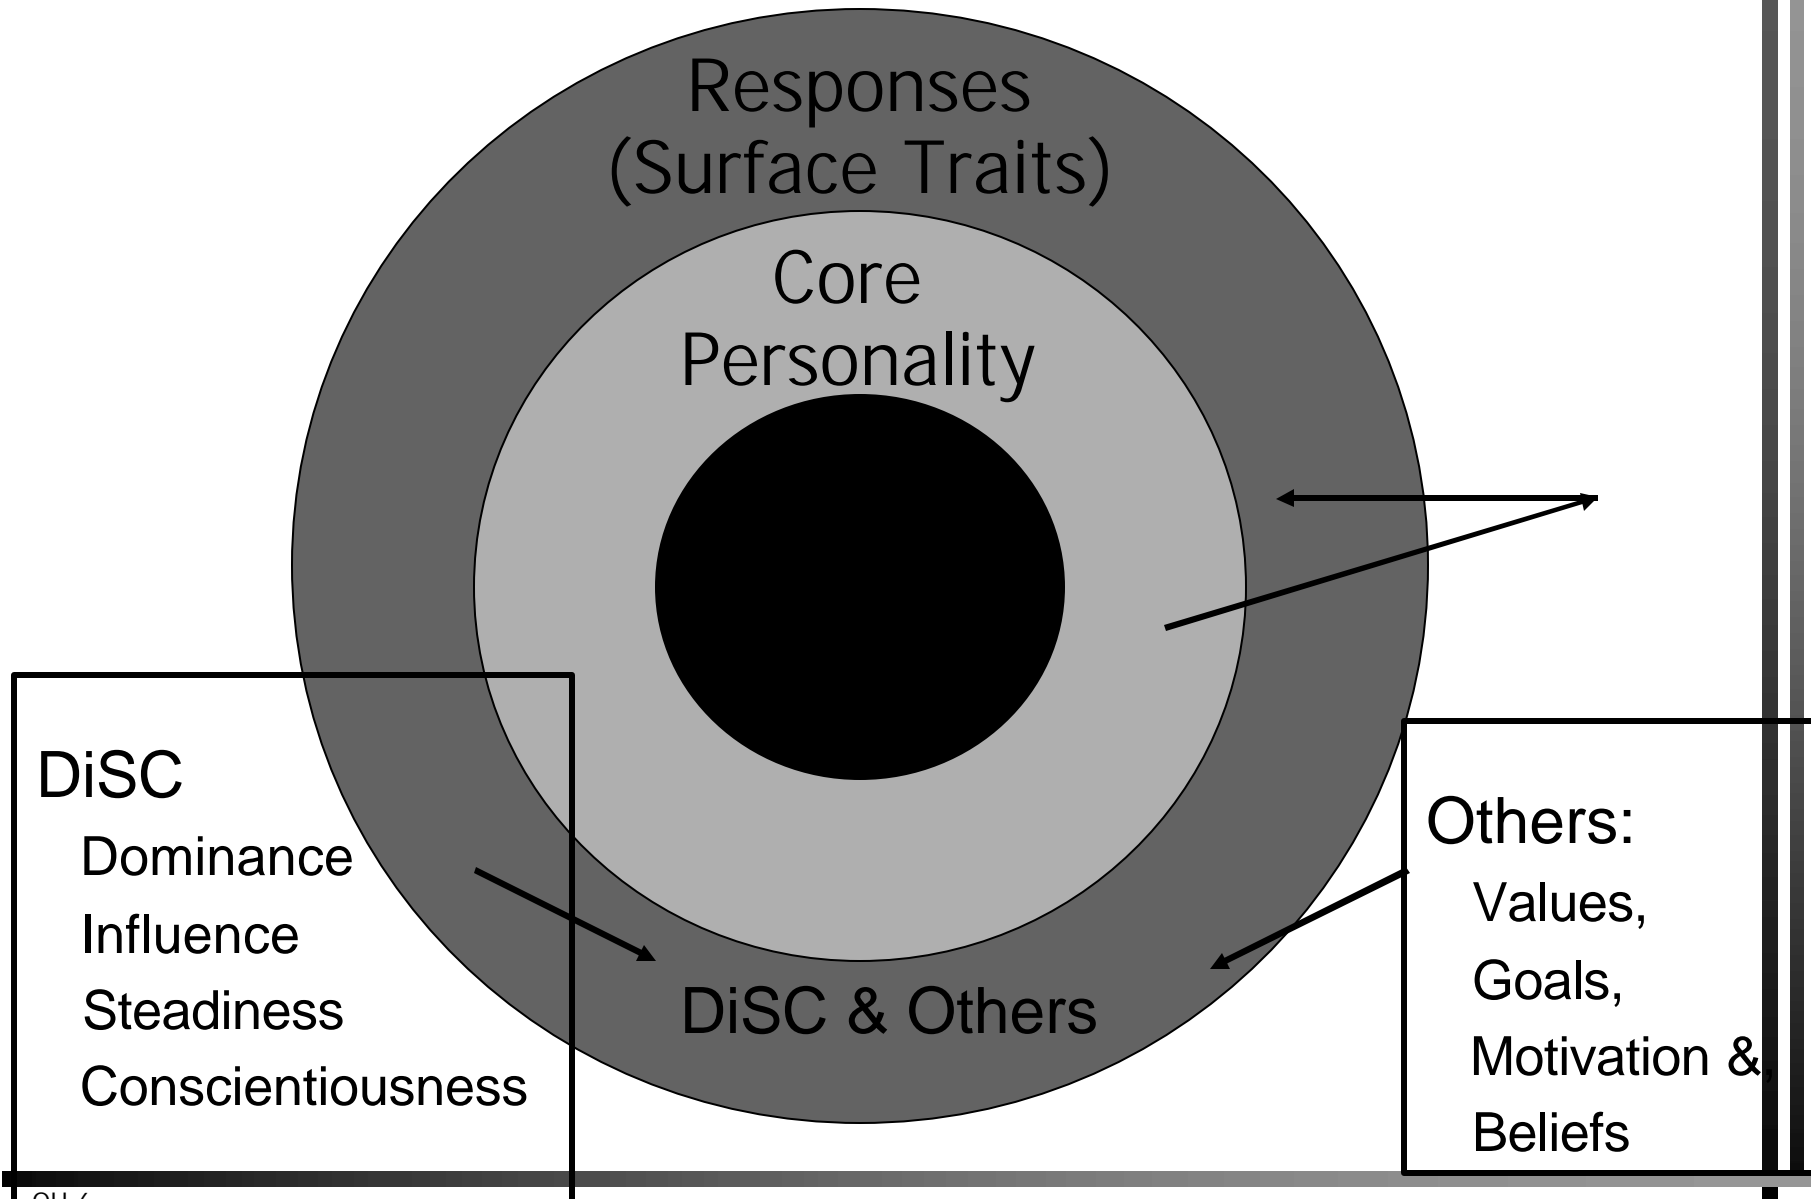 Responses
(Surface Traits)
Core
Personality
DiSC
Dominance
Influence
Steadiness
Conscientiousness
DiSC & Others
Others:
Values,
Goals,
Motivation &,
Beliefs